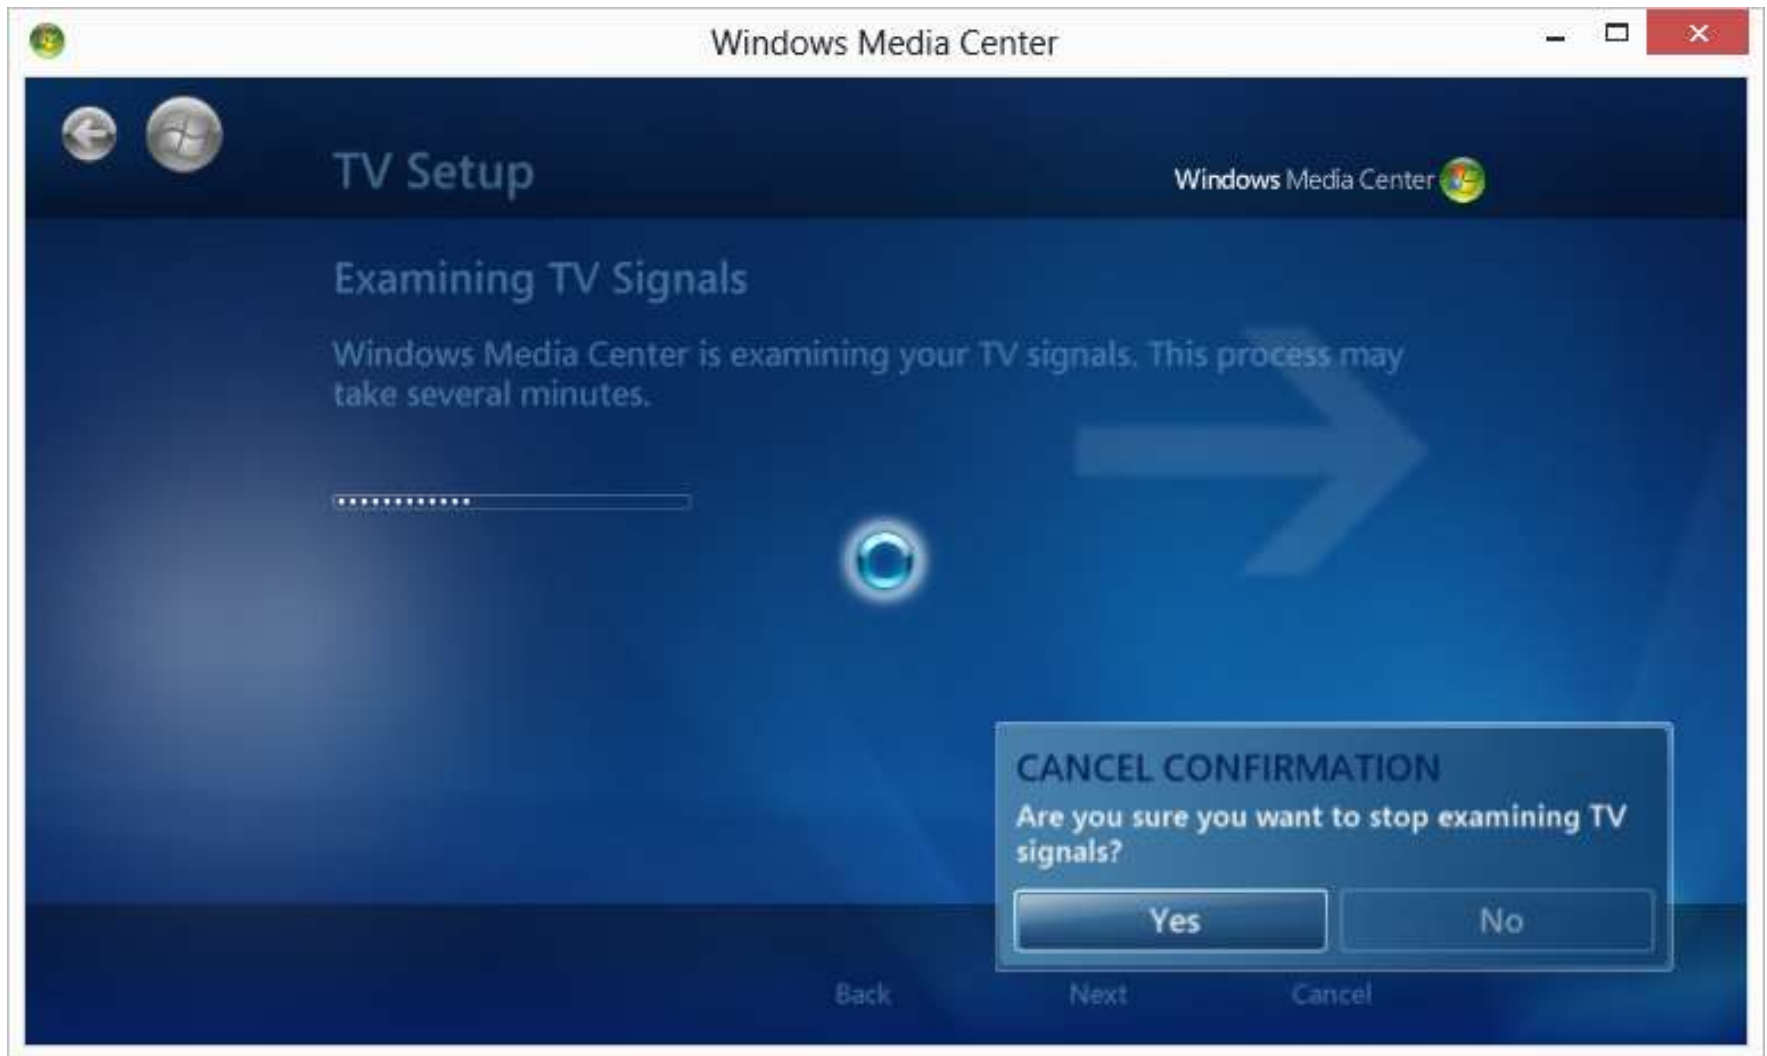 Windows Media Center
TV Setup
Windows Media Center
Examining TV Signals
Windows Media Center is examining your TV signals. This process may
take several minutes.
CANCEL CONFIRMATION
Are you sure you want to stop examining TV
signals?
Yes No
Back Next Cancel